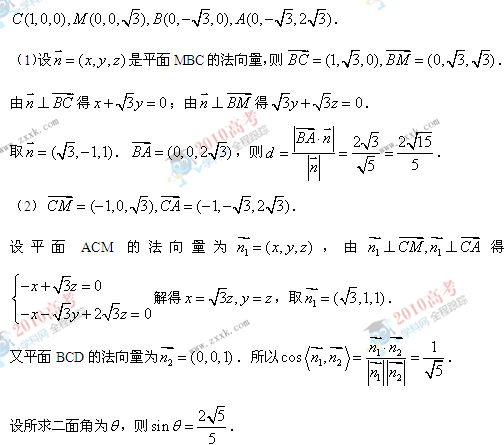 C(1,0,0), M(0,0,√3), B(0,-√3,0), A(0,-√3,2√3).
(1)设n⃗=(x,y,z)是平面MBC的法向量,则BC⃗=(1,√3,0),BM⃗=(0,√3,√3).
由n⃗⊥BC⃗得x+√3y=0;由n⃗⊥BM⃗得√3y+√3z=0.
取n⃗=(√3,-1,1). BA⃗=(0,0,2√3),则d=|BA⃗·n⃗|/|n⃗|=2√3/√5=2√15/5.
(2) CM⃗=(-1,0,√3),CA⃗=(-1,-√3,2√3).
设平面ACM的法向量为n₁⃗=(x,y,z),由n₁⃗⊥CM⃗,n₁⃗⊥CA⃗得
{-x+√3z=0
-x-√3y+2√3z=0 解得x=√3z,y=z,取n₁⃗=(√3,1,1).
又平面BCD的法向量为n₂⃗=(0,0,1). 所以cos⟨n₁⃗,n₂⃗⟩=n₁⃗·n₂⃗/|n₁⃗||n₂⃗|=1/√5.
设所求二面角为θ,则sinθ=2√5/5.